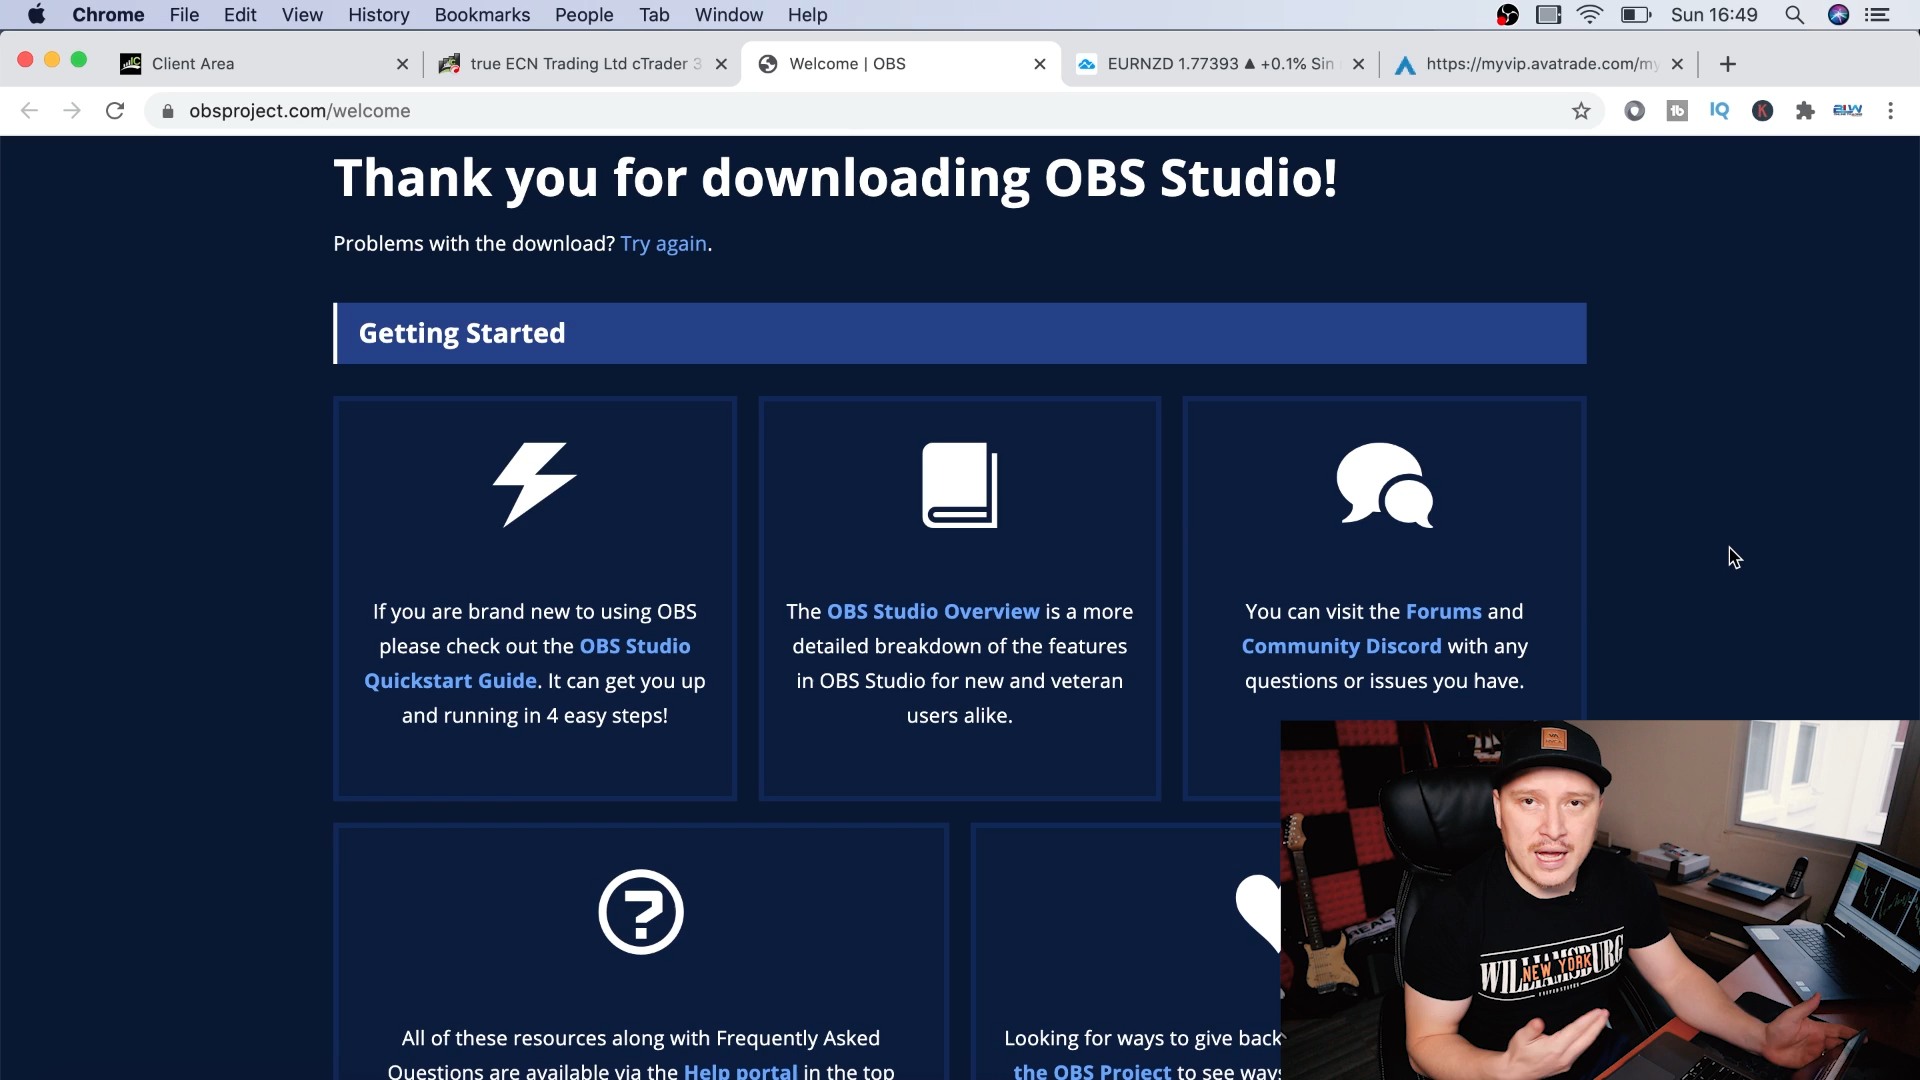 Chrome File Edit View History Bookmarks People Tab Window Help Sun 16:49
Client Area
true ECN Trading Ltd cTrader 3
Welcome | OBS
EURNZD 1.77393 ▲ +0.1% Sin
https://myvip.avatrade.com/my
obsproject.com/welcome
Thank you for downloading OBS Studio!
Problems with the download? Try again.
Getting Started
If you are brand new to using OBS
please check out the OBS Studio
Quickstart Guide. It can get you up
and running in 4 easy steps!
The OBS Studio Overview is a more
detailed breakdown of the features
in OBS Studio for new and veteran
users alike.
You can visit the Forums and
Community Discord with any
questions or issues you have.
All of these resources along with Frequently Asked
Questions are available via the Help portal in the top
Looking for ways to give back
the OBS Project to see ways
WILLIAMSBURG
NEW YORK